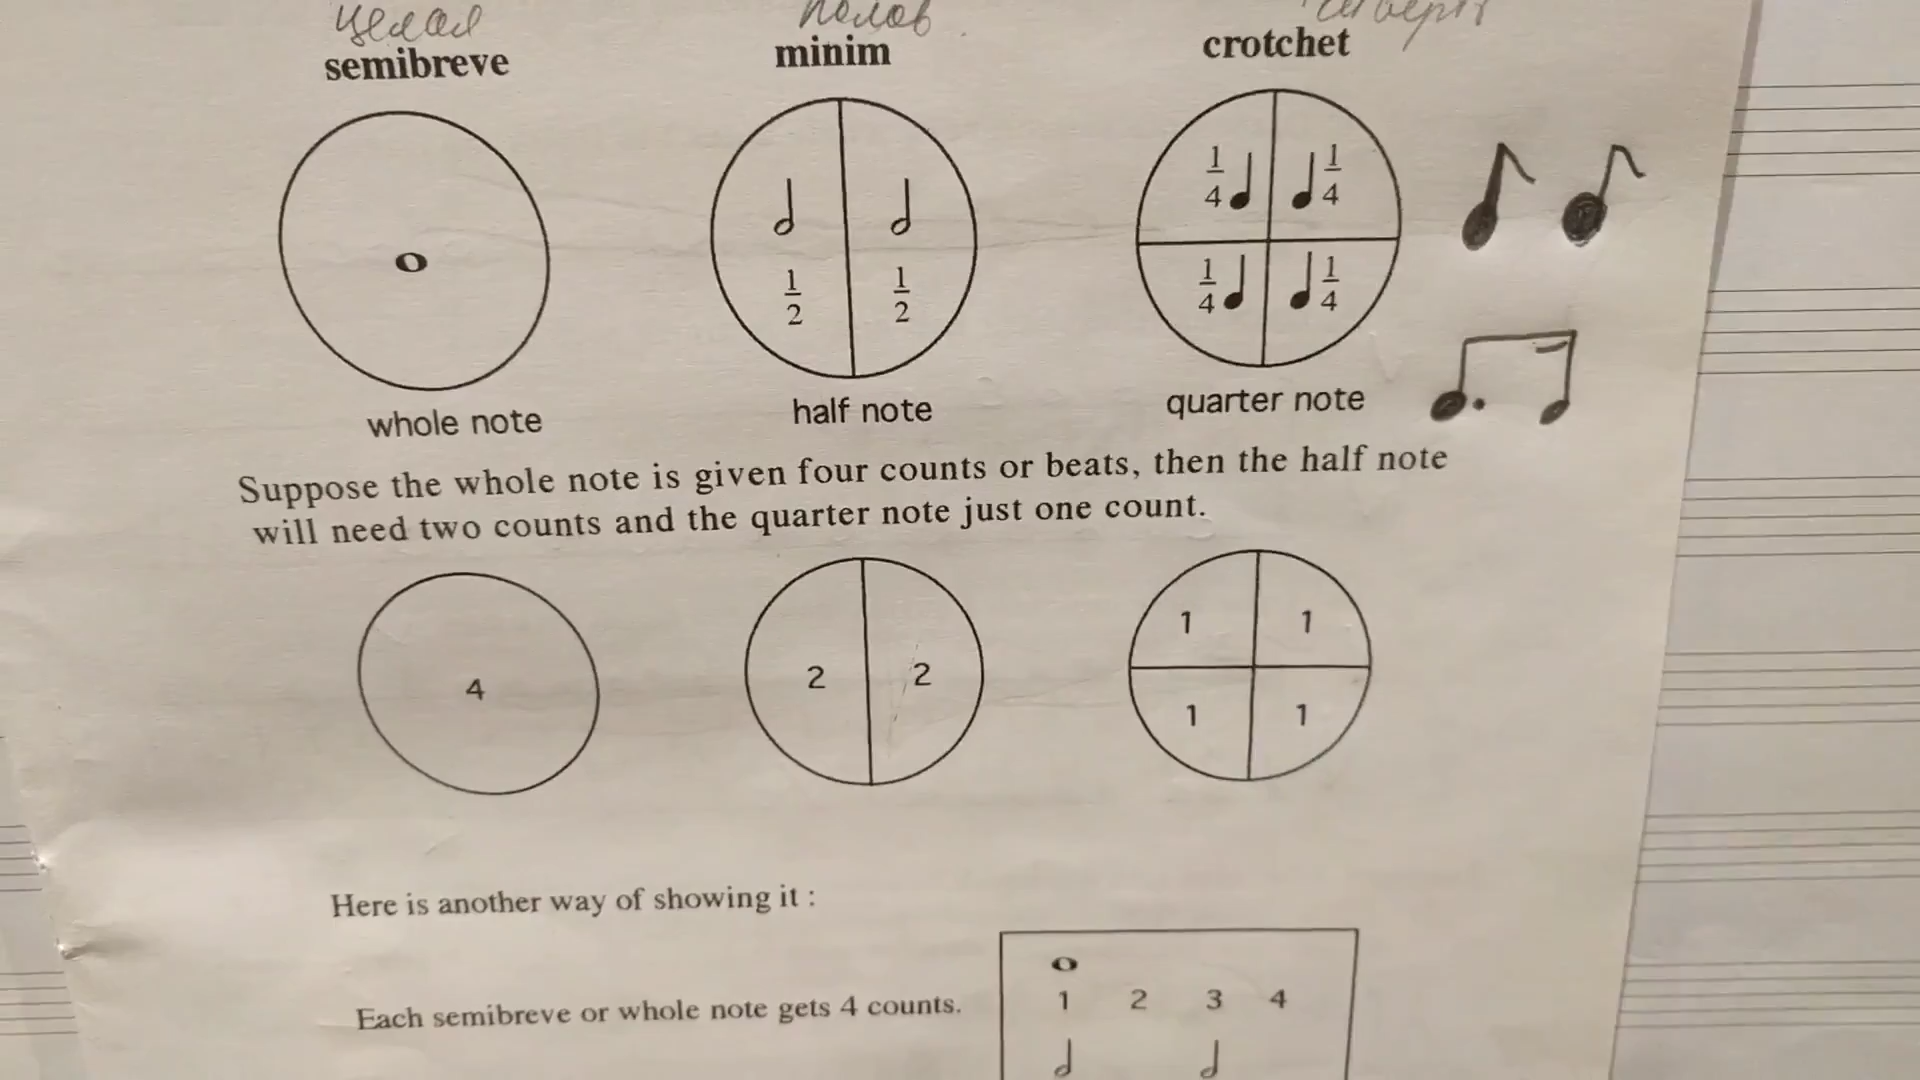 целая
semibreve minim crotchet
1/4 1/4
1/2 1/2
1/4 1/4
whole note half note quarter note
Suppose the whole note is given four counts or beats, then the half note
will need two counts and the quarter note just one count.
1 1
4 2 2
1 1
Here is another way of showing it :
Each semibreve or whole note gets 4 counts.
1 2 3 4